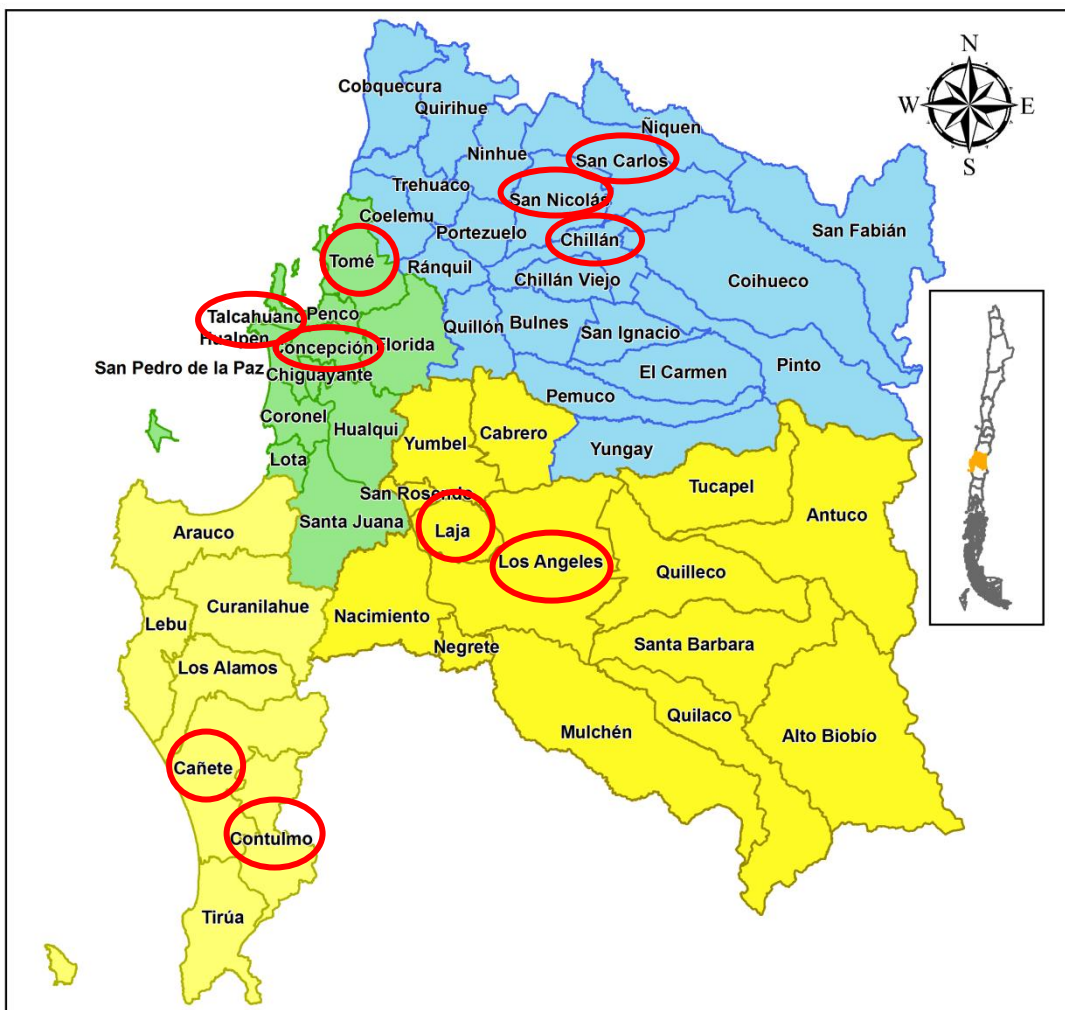 N
W
E
S
Cobquecura
Quirihue
Ñiquen
Ninhue
San Carlos
Trehuaco
San Nicolás
Coelemu
Portezuelo
Chillán
San Fabián
Tomé
Ránquil
Chillán Viejo
Coihueco
Talcahuano
Penco
Hualpén
Concepción
Florida
Quillón
Bulnes
San Ignacio
San Pedro de la Paz
Chiguayante
El Carmen
Pinto
Pemuco
Coronel
Hualqui
Yumbel
Cabrero
Lota
Yungay
San Rosendo
Tucapel
Santa Juana
Arauco
Laja
Antuco
Los Angeles
Quilleco
Curanilahue
Lebu
Nacimiento
Negrete
Santa Barbara
Los Alamos
Quilaco
Mulchén
Alto Biobío
Cañete
Contulmo
Tirúa